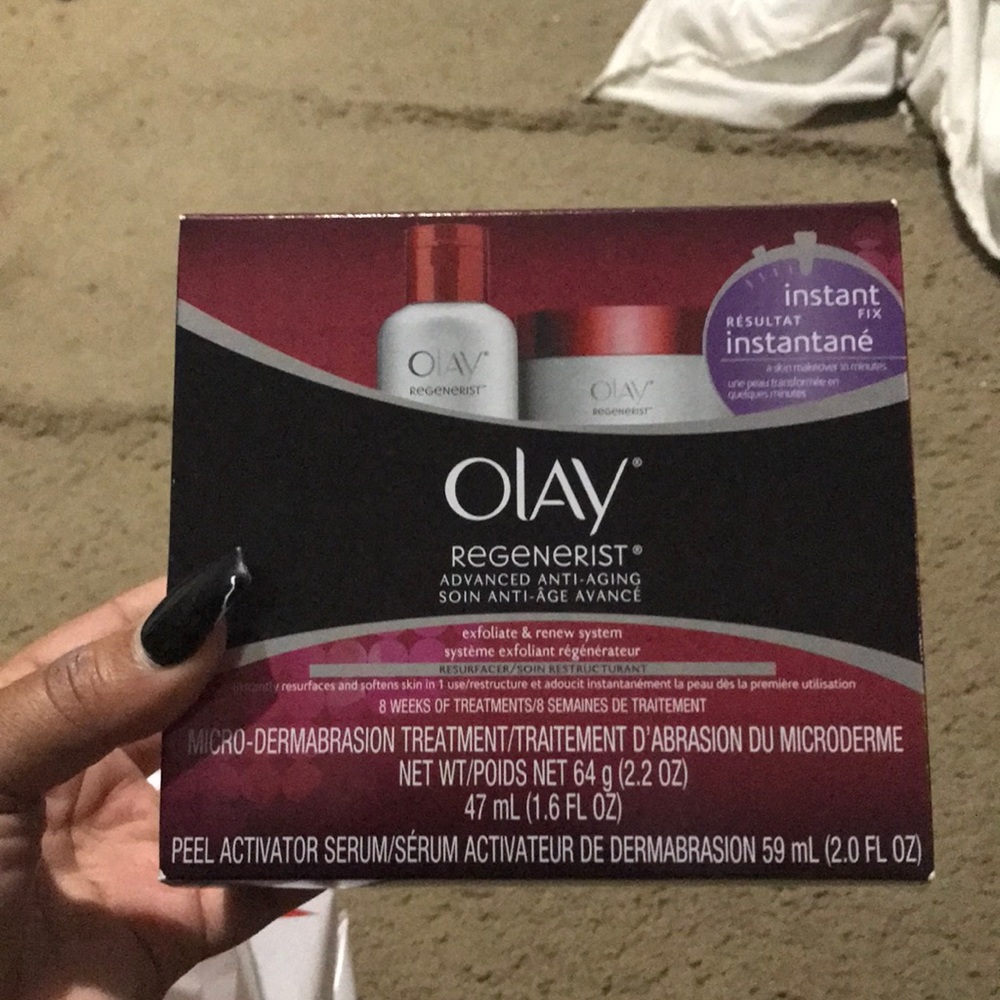 instant
FIX
RÉSULTAT
instantané
a skin makeover in minutes
une peau transformée en
quelques minutes
OLAY®
REGENERIST™
OLAY®
REGENERIST™
OLAY®
REGENERIST®
ADVANCED ANTI-AGING
SOIN ANTI-ÂGE AVANCÉ
exfoliate & renew system
système exfoliant régénérateur
RESURFACER/SOIN RESTRUCTURANT
instantly resurfaces and softens skin in 1 use/restructure et adoucit instantanément la peau dès la première utilisation
8 WEEKS OF TREATMENTS/8 SEMAINES DE TRAITEMENT
MICRO-DERMABRASION TREATMENT/TRAITEMENT D'ABRASION DU MICRODERME
NET WT/POIDS NET 64 g (2.2 OZ)
47 mL (1.6 FL OZ)
PEEL ACTIVATOR SERUM/SÉRUM ACTIVATEUR DE DERMABRASION 59 mL (2.0 FL OZ)